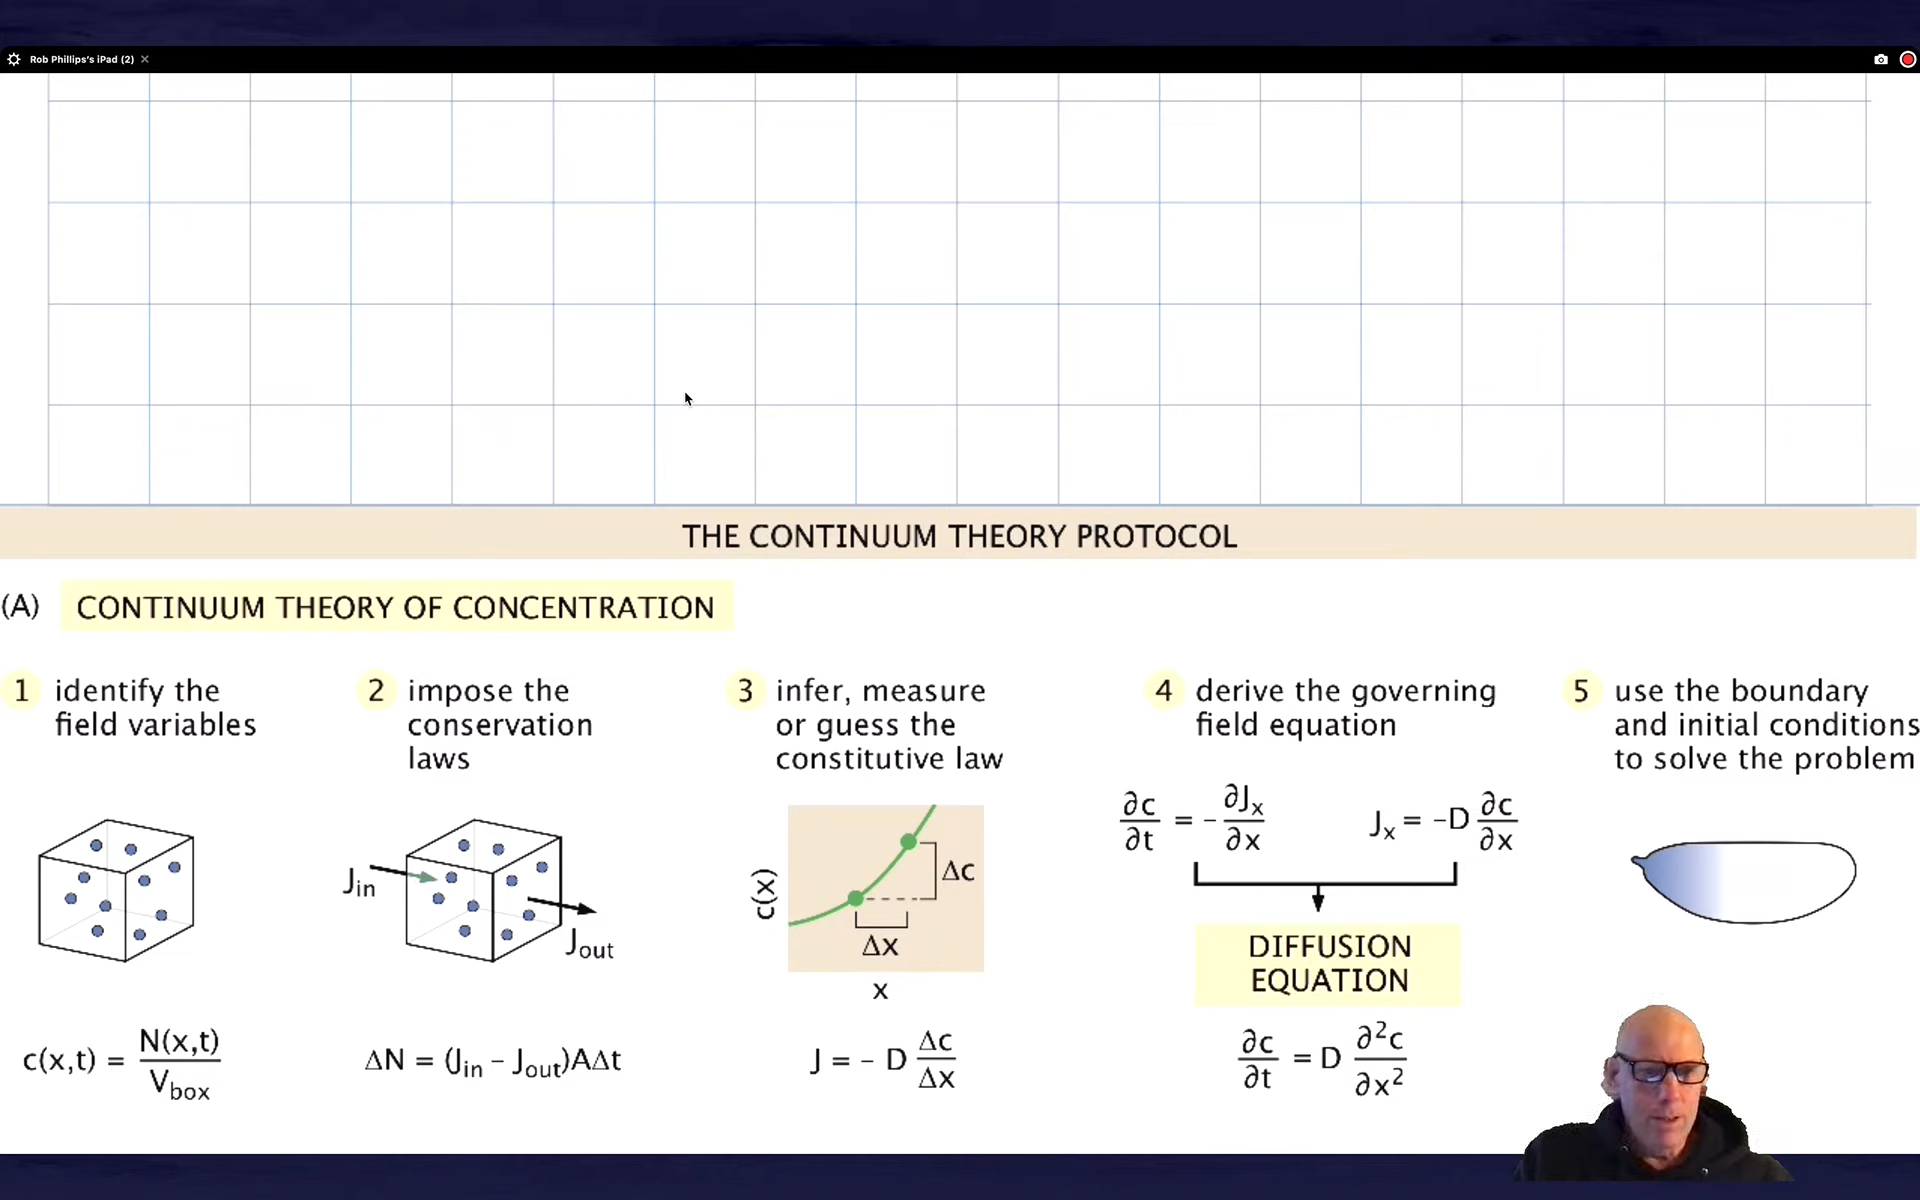 Rob Phillips's iPad (2)
THE CONTINUUM THEORY PROTOCOL
(A) CONTINUUM THEORY OF CONCENTRATION
1 identify the
field variables
2 impose the
conservation
laws
3 infer, measure
or guess the
constitutive law
4 derive the governing
field equation
5 use the boundary
and initial conditions
to solve the problem
J_in
J_out
c(x)
Δc
Δx
x
∂c/∂t = - ∂J_x/∂x
J_x = -D ∂c/∂x
DIFFUSION
EQUATION
c(x,t) = N(x,t)/V_box
ΔN = (J_in - J_out)AΔt
J = - D Δc/Δx
∂c/∂t = D ∂²c/∂x²